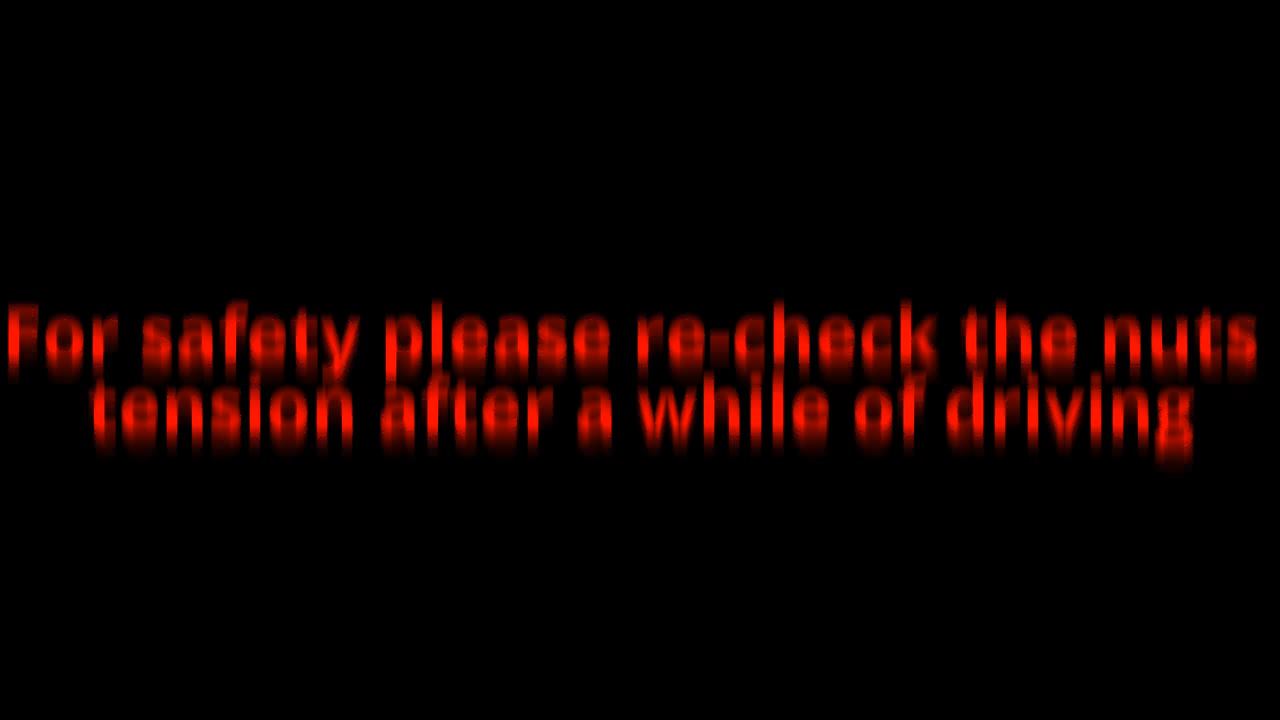 For safety please re-check the nuts
tension after a while of driving